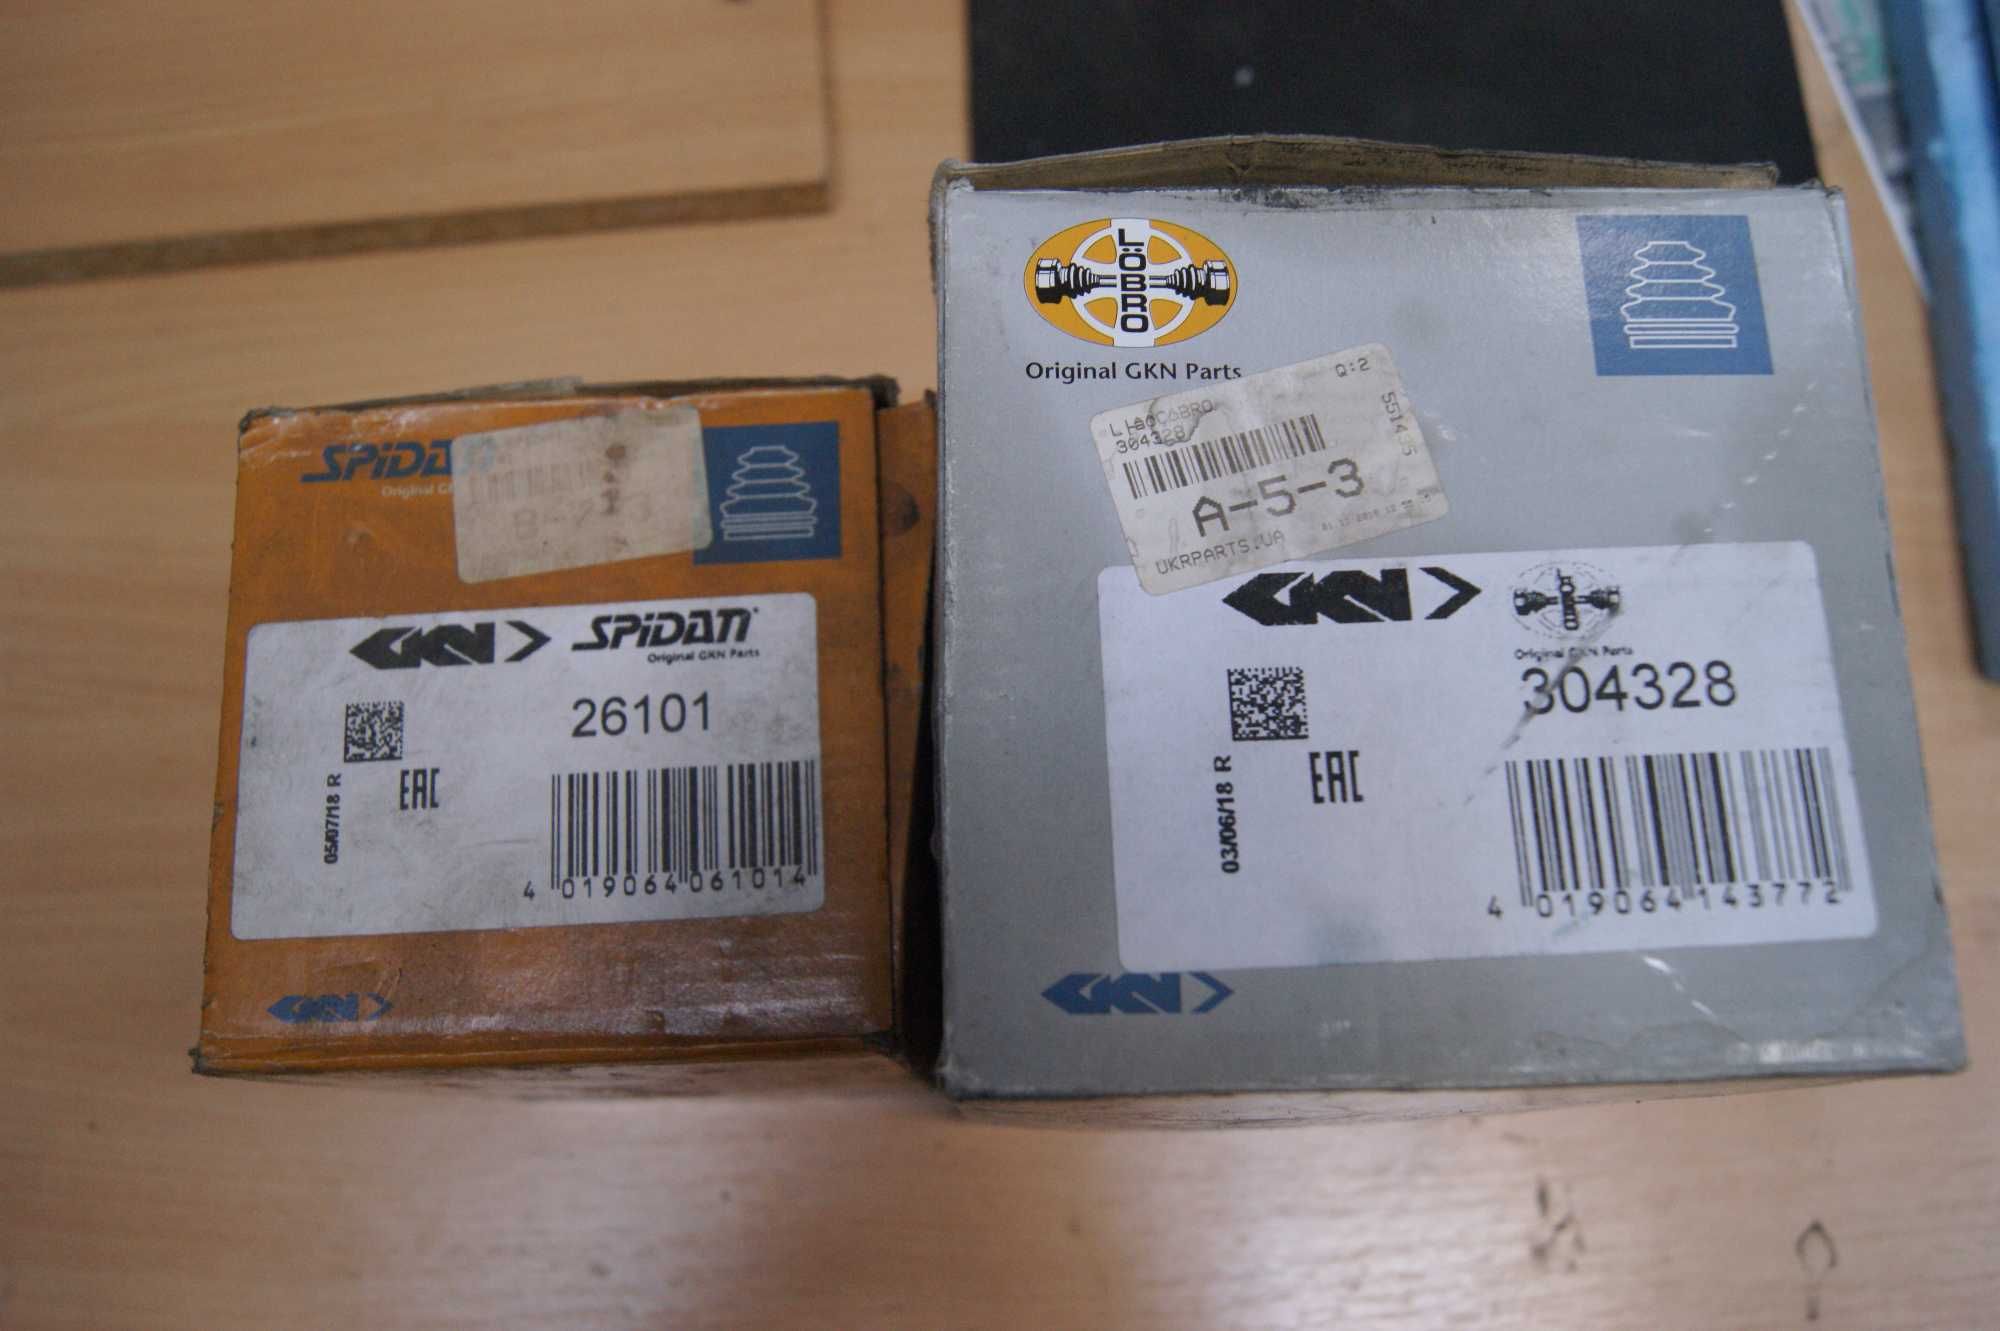 SPiDAN
Original GKN
GKN SPiDAN
Original GKN Parts
26101
05/07/18 R
EAC
4 019064 061014
GKN
LÖBRO
Original GKN Parts
Q:2
304328
551435
A-5-3
UKRPARTS.UA
GKN LÖBRO
Original GKN Parts
304328
03/06/18 R
EAC
4 019064 143772
GKN